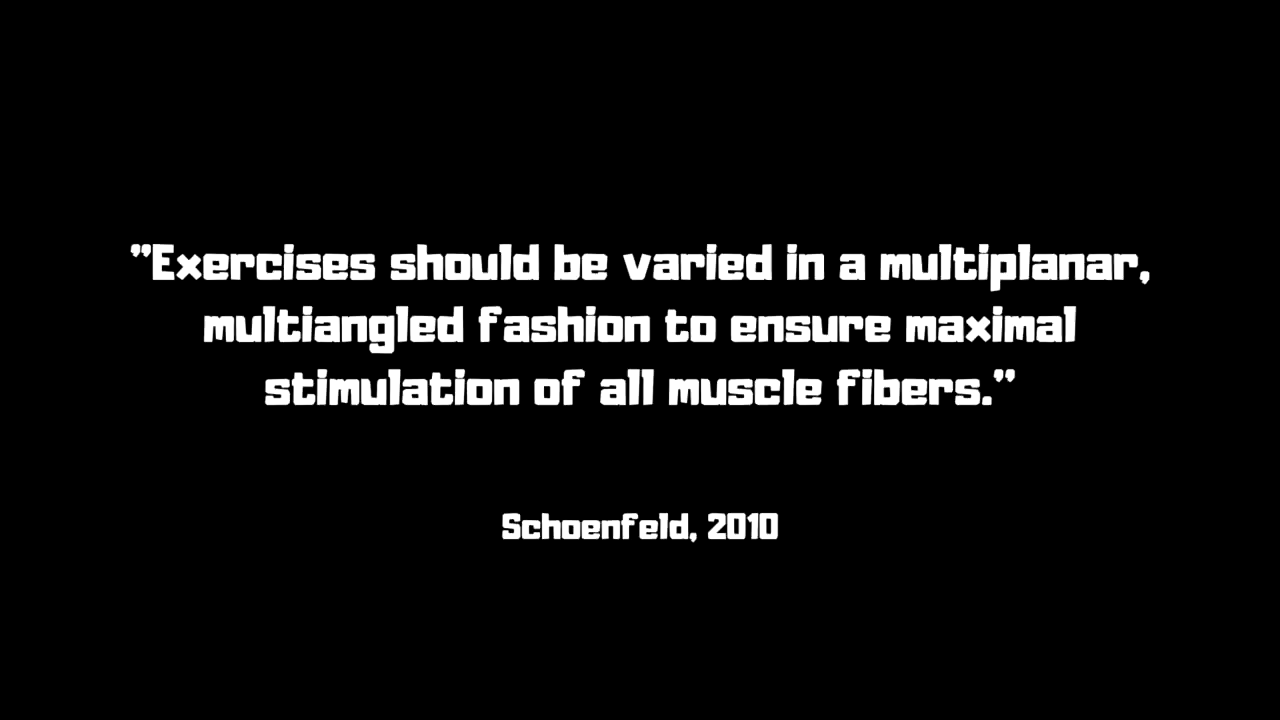 "Exercises should be varied in a multiplanar,
multiangled fashion to ensure maximal
stimulation of all muscle fibers."
Schoenfeld, 2010